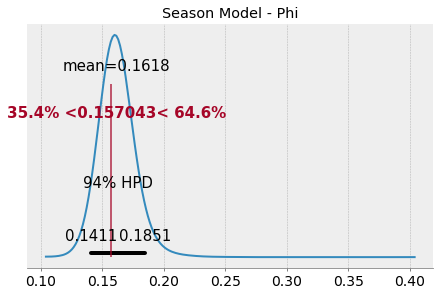 Season Model - Phi
mean=0.1618
35.4% <0.157043< 64.6%
94% HPD
0.1411 0.1851
0.10 0.15 0.20 0.25 0.30 0.35 0.40